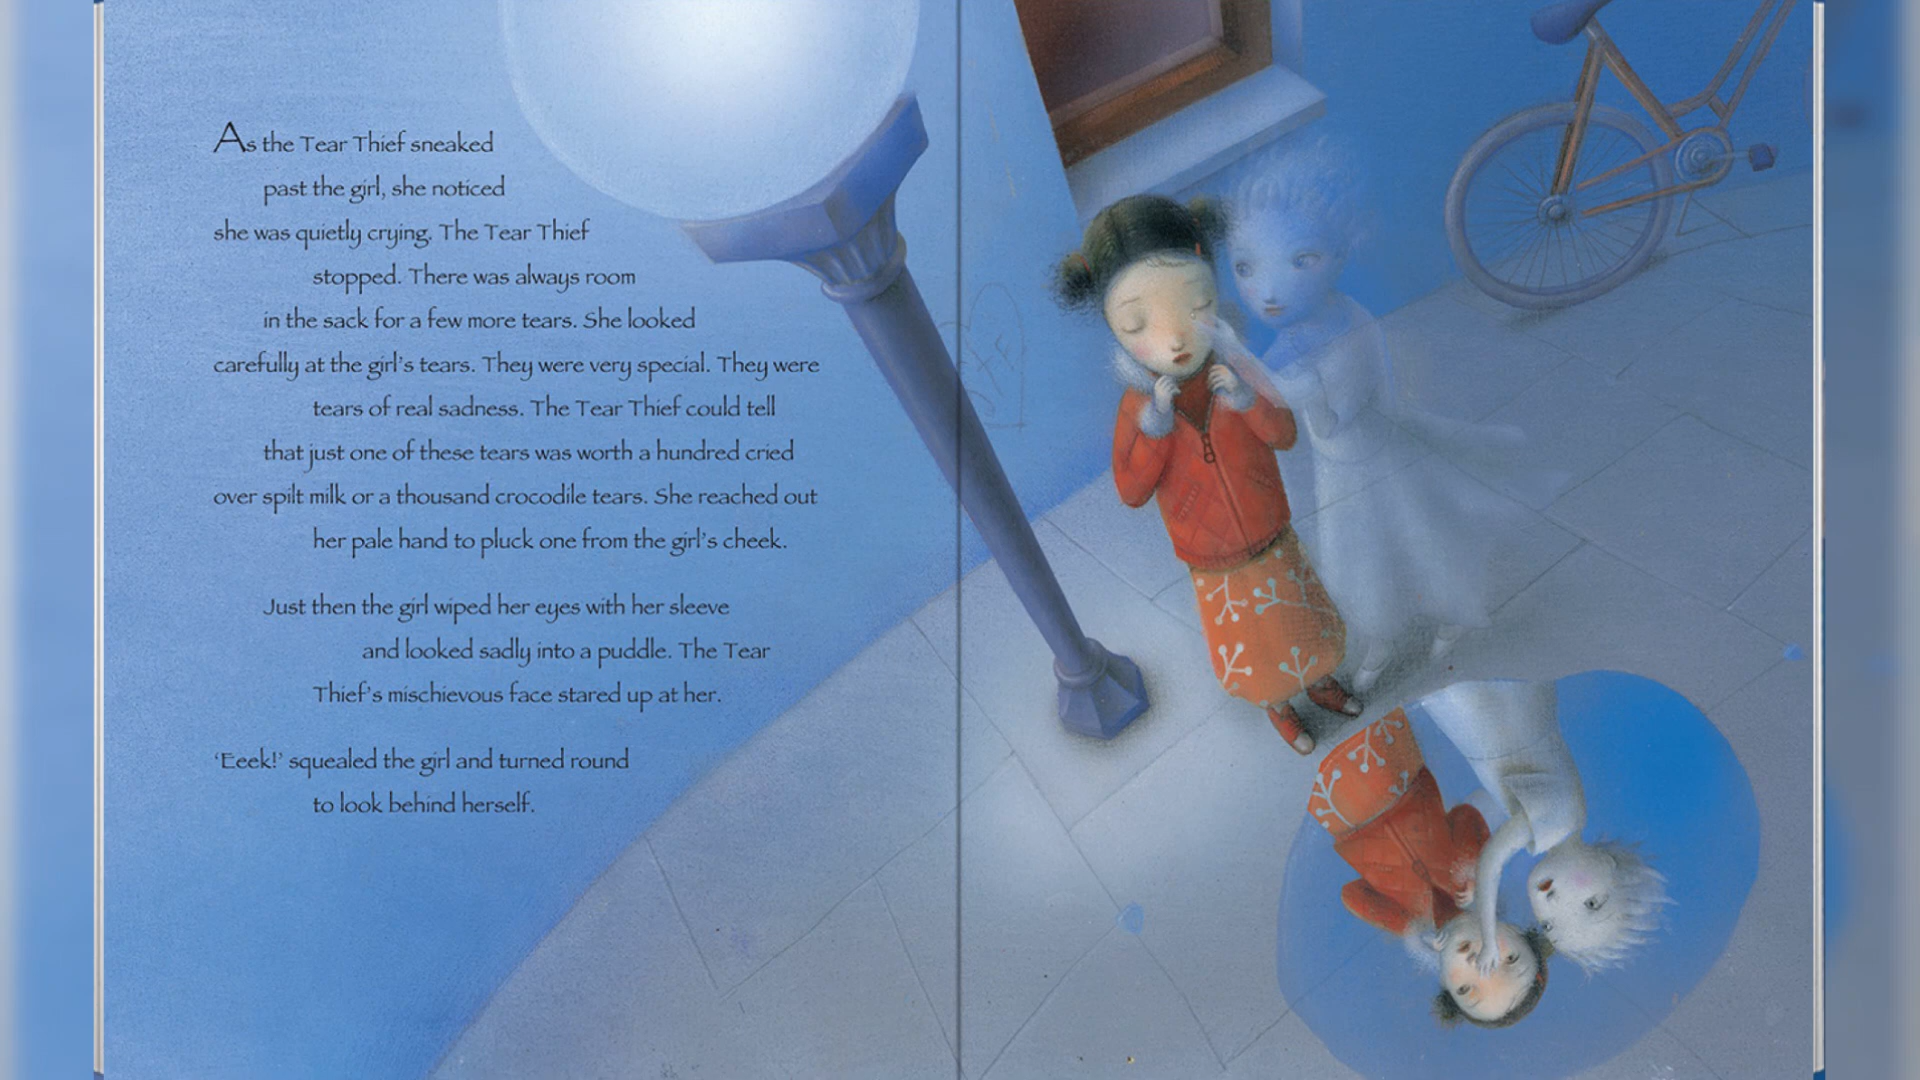 As the Tear Thief sneaked
past the girl, she noticed
she was quietly crying. The Tear Thief
stopped. There was always room
in the sack for a few more tears. She looked
carefully at the girl's tears. They were very special. They were
tears of real sadness. The Tear Thief could tell
that just one of these tears was worth a hundred cried
over spilt milk or a thousand crocodile tears. She reached out
her pale hand to pluck one from the girl's cheek.
Just then the girl wiped her eyes with her sleeve
and looked sadly into a puddle. The Tear
Thief's mischievous face stared up at her.
'Eeek!' squealed the girl and turned round
to look behind herself.